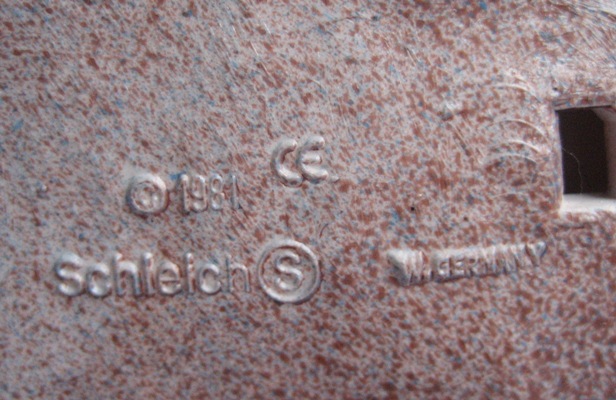 CE
© 1981
Schleich S
W. GERMANY